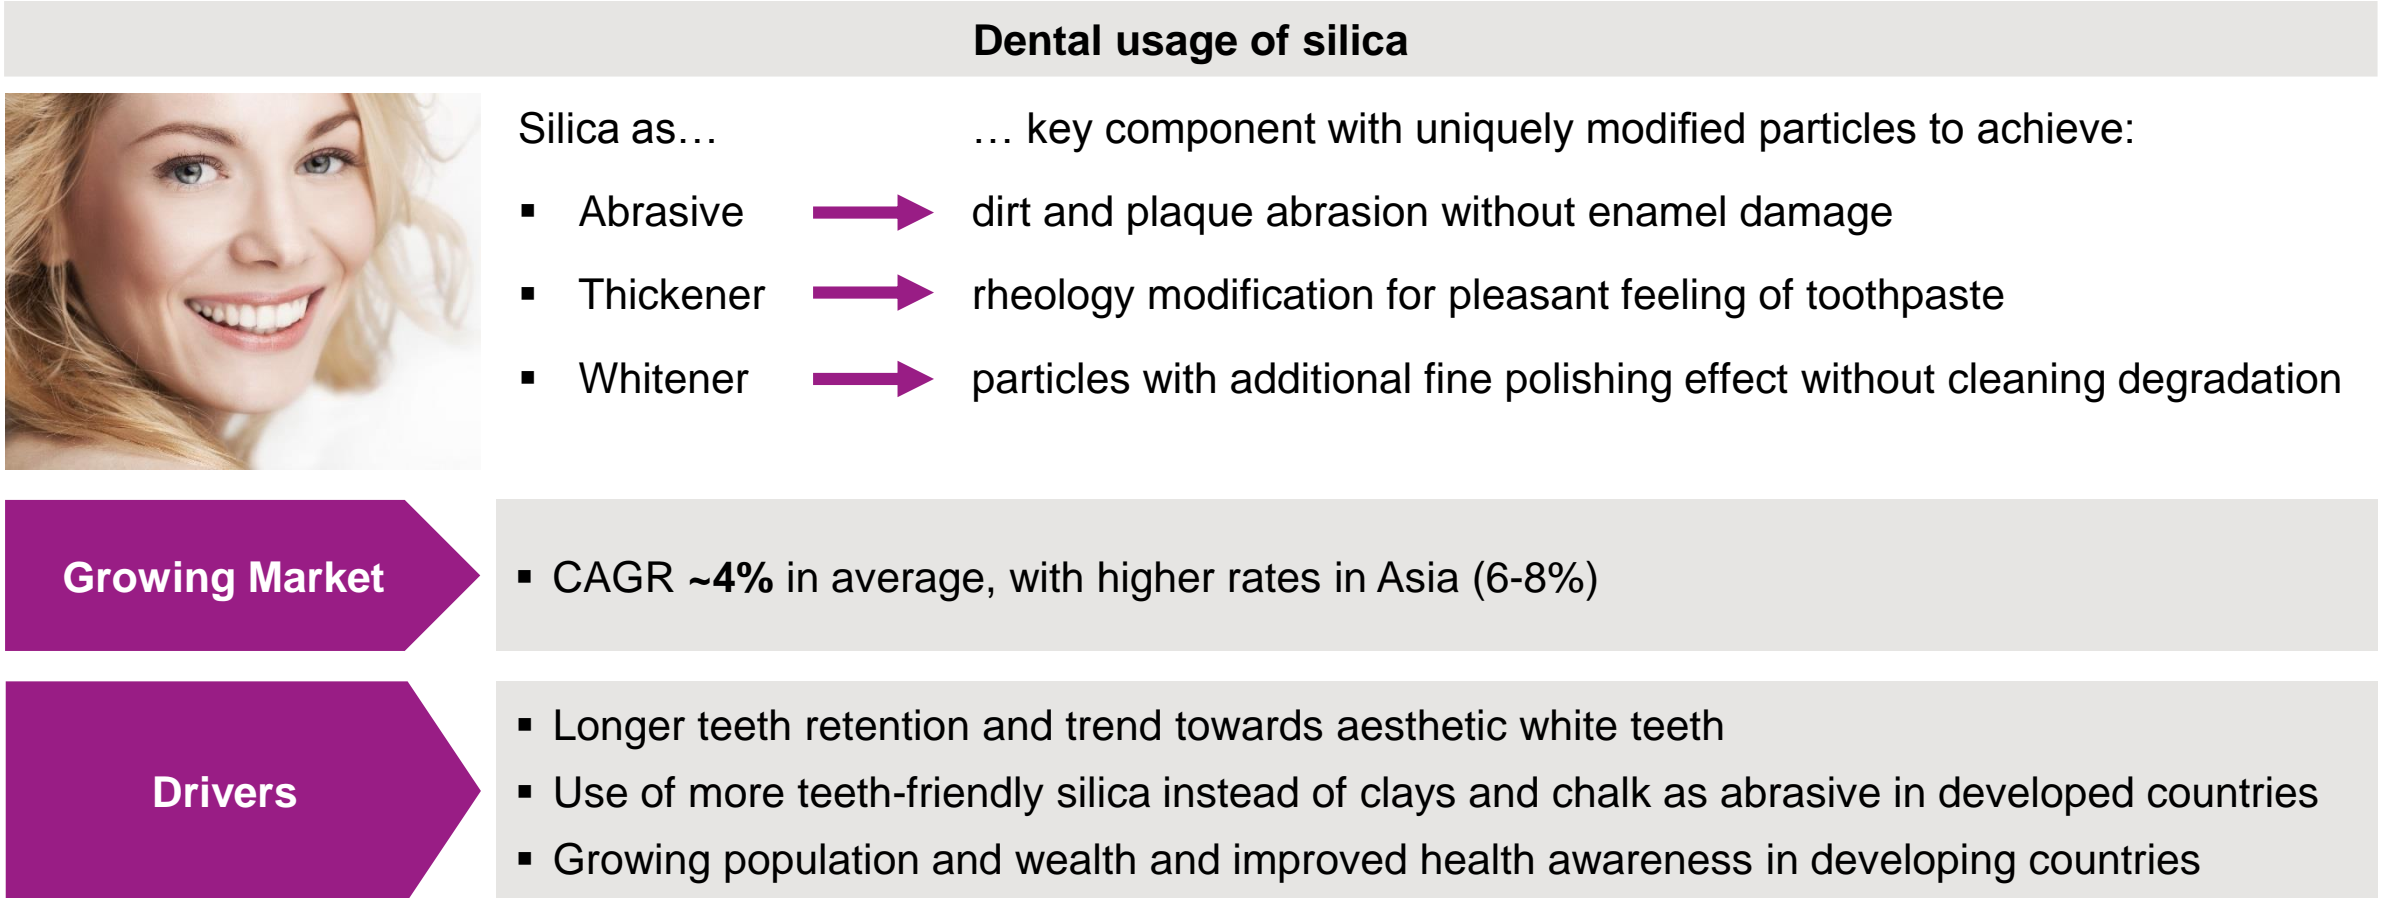 Dental usage of silica
Silica as… … key component with uniquely modified particles to achieve:
▪ Abrasive dirt and plaque abrasion without enamel damage
▪ Thickener rheology modification for pleasant feeling of toothpaste
▪ Whitener particles with additional fine polishing effect without cleaning degradation
Growing Market
▪ CAGR ~4% in average, with higher rates in Asia (6-8%)
Drivers
▪ Longer teeth retention and trend towards aesthetic white teeth
▪ Use of more teeth-friendly silica instead of clays and chalk as abrasive in developed countries
▪ Growing population and wealth and improved health awareness in developing countries